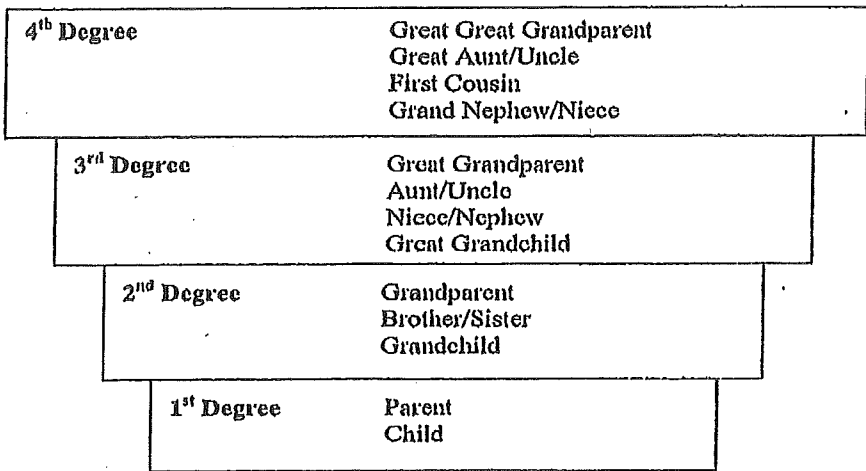 4th Degree Great Great Grandparent
Great Aunt/Uncle
First Cousin
Grand Nephew/Niece
3rd Degree Great Grandparent
Aunt/Uncle
Niece/Nephew
Great Grandchild
2nd Degree Grandparent
Brother/Sister
Grandchild
1st Degree Parent
Child